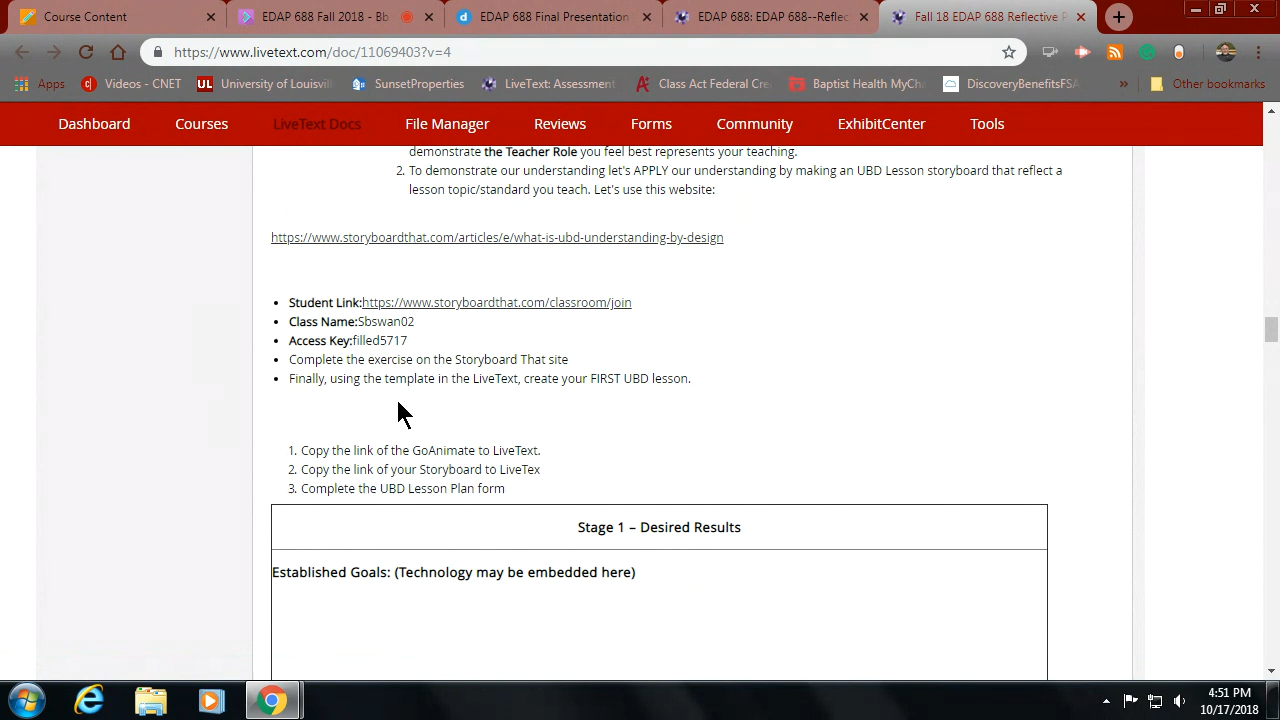 Course Content
EDAP 688 Fall 2018 - Bb
EDAP 688 Final Presentation
EDAP 688: EDAP 688--Reflec
Fall 18 EDAP 688 Reflective P
https://www.livetext.com/doc/11069403?v=4
Apps
Videos - CNET
University of Louisvill
SunsetProperties
LiveText: Assessment
Class Act Federal Cre
Baptist Health MyCha
DiscoveryBenefitsFSA
Other bookmarks
Dashboard
Courses
LiveText Docs
File Manager
Reviews
Forms
Community
ExhibitCenter
Tools
demonstrate the Teacher Role you feel best represents your teaching.
2. To demonstrate our understanding let's APPLY our understanding by making an UBD Lesson storyboard that reflect a
lesson topic/standard you teach. Let's use this website:
https://www.storyboardthat.com/articles/e/what-is-ubd-understanding-by-design
• Student Link:https://www.storyboardthat.com/classroom/join
• Class Name:Sbswan02
• Access Key:filled5717
• Complete the exercise on the Storyboard That site
• Finally, using the template in the LiveText, create your FIRST UBD lesson.
1. Copy the link of the GoAnimate to LiveText.
2. Copy the link of your Storyboard to LiveTex
3. Complete the UBD Lesson Plan form
Stage 1 – Desired Results
Established Goals: (Technology may be embedded here)
4:51 PM
10/17/2018